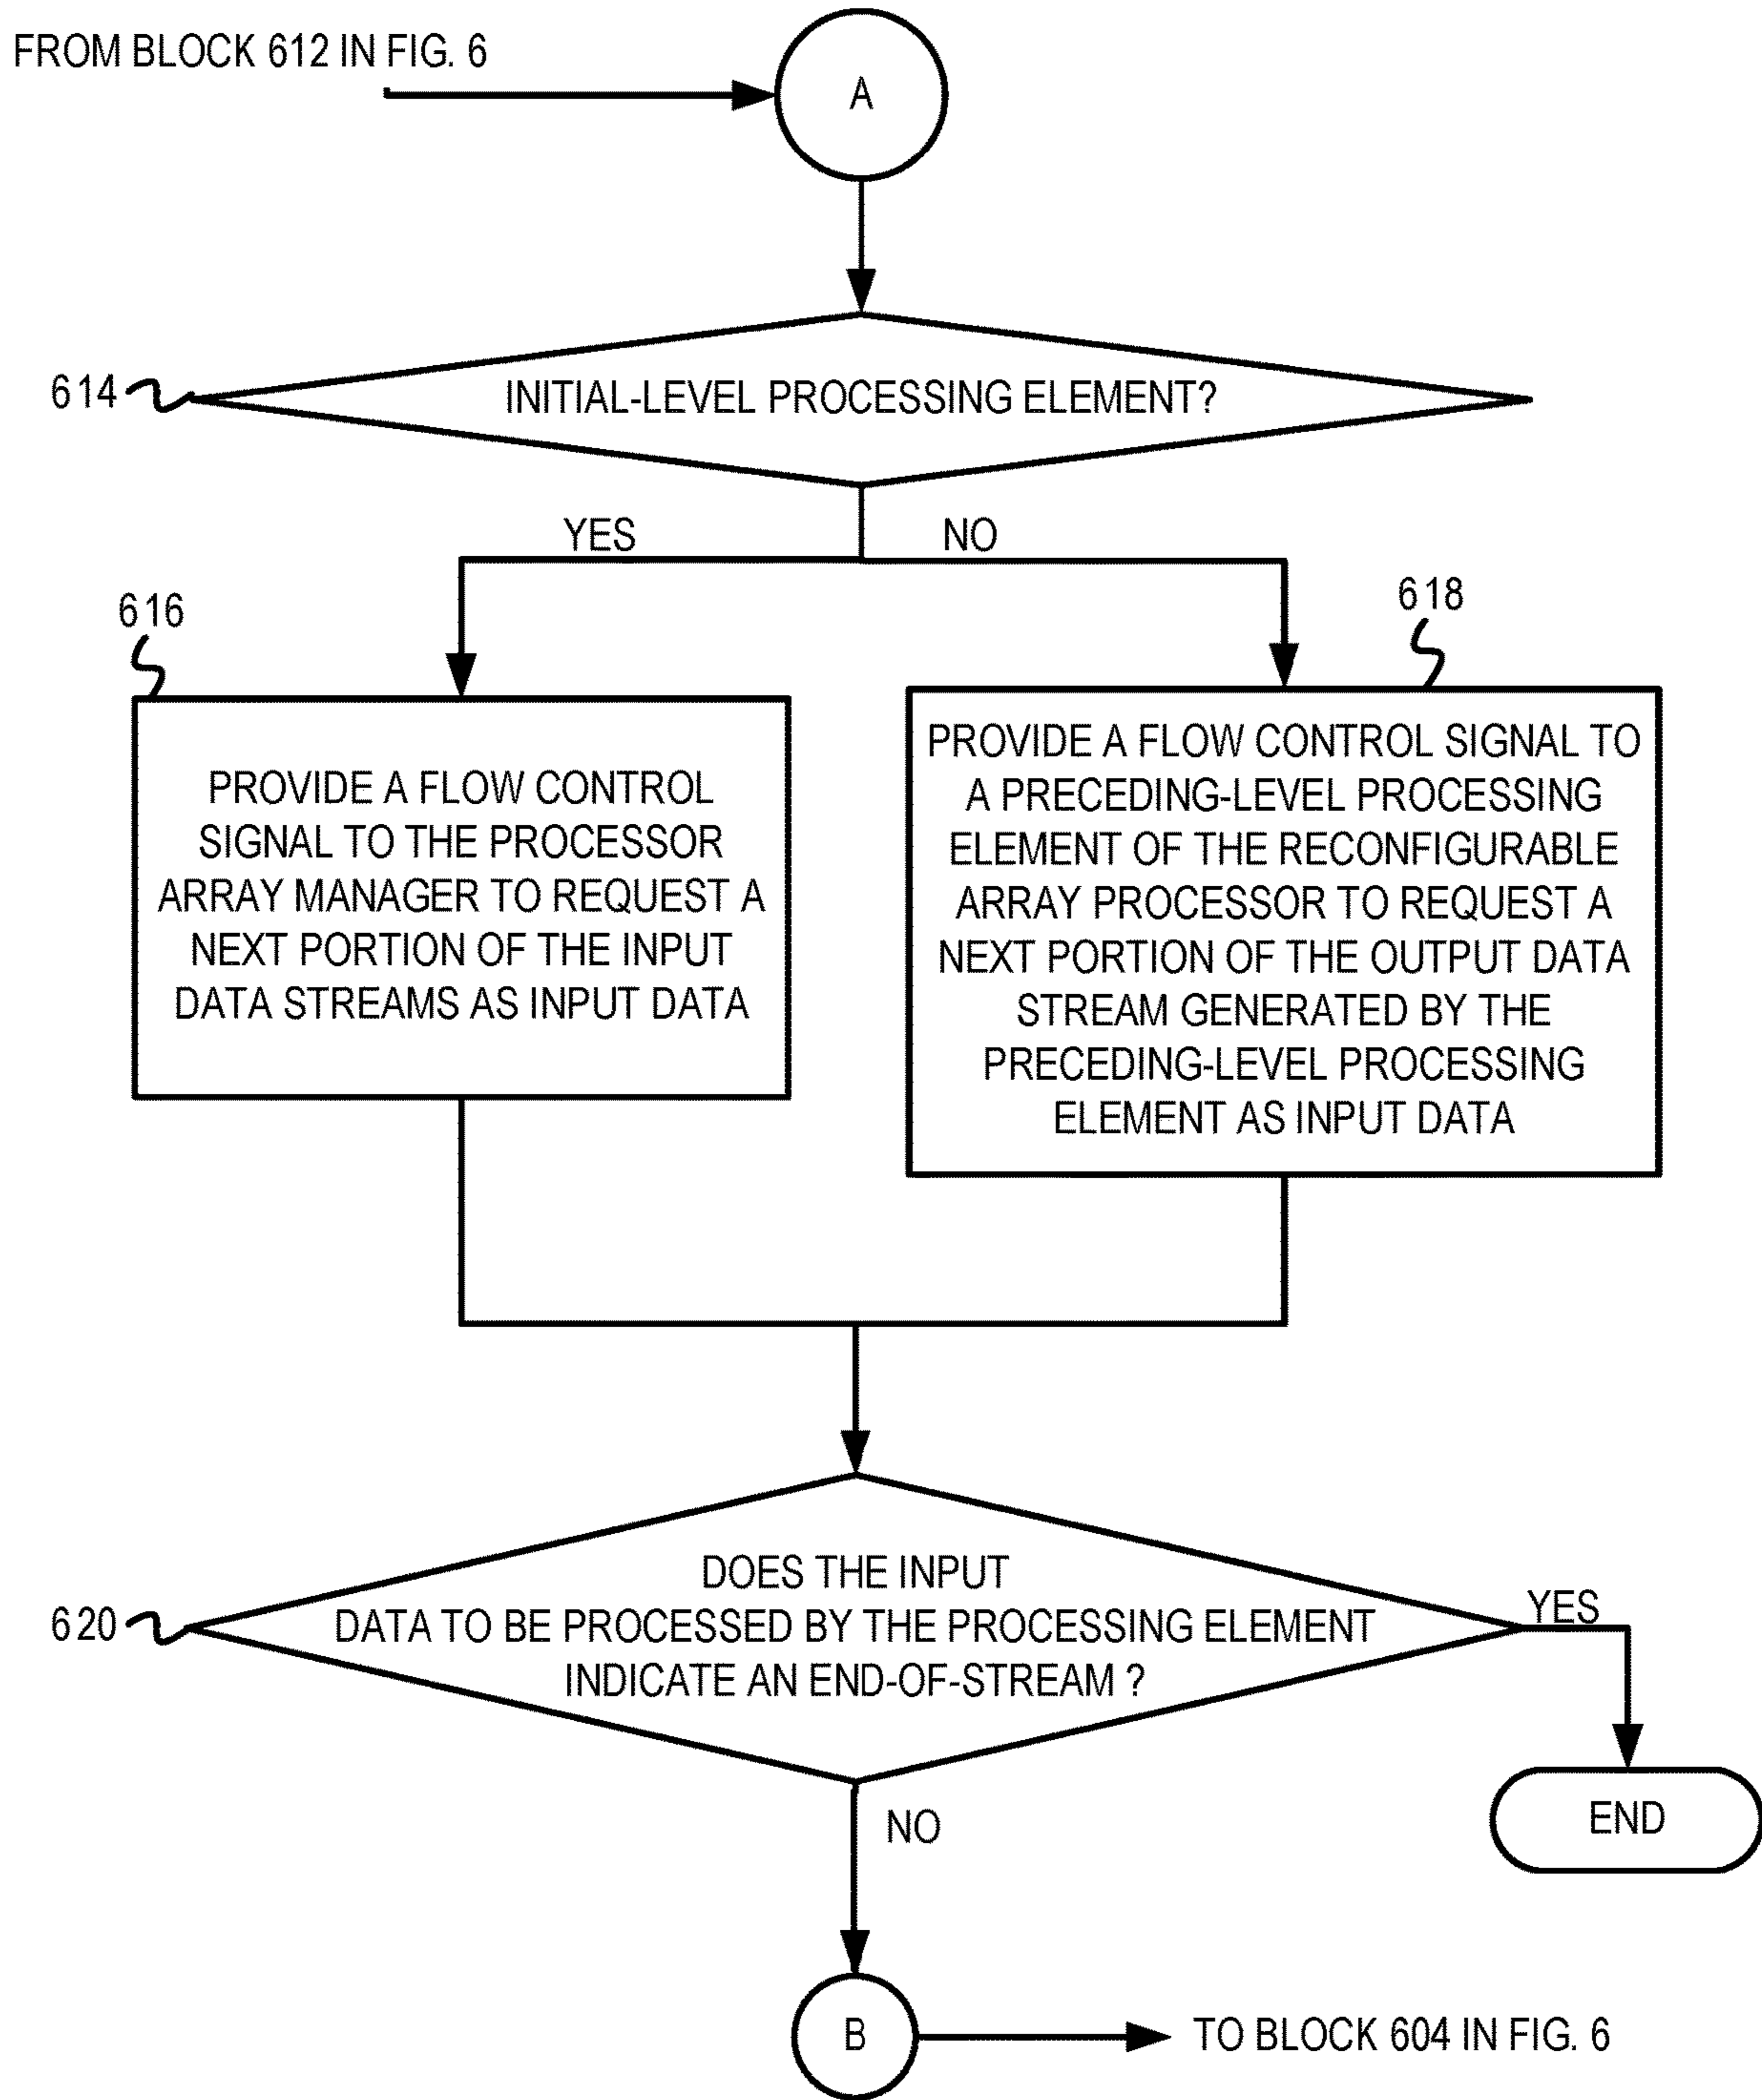 FROM BLOCK 612 IN FIG. 6
A
614
INITIAL-LEVEL PROCESSING ELEMENT?
YES
NO
616
PROVIDE A FLOW CONTROL
SIGNAL TO THE PROCESSOR
ARRAY MANAGER TO REQUEST A
NEXT PORTION OF THE INPUT
DATA STREAMS AS INPUT DATA
618
PROVIDE A FLOW CONTROL SIGNAL TO
A PRECEDING-LEVEL PROCESSING
ELEMENT OF THE RECONFIGURABLE
ARRAY PROCESSOR TO REQUEST A
NEXT PORTION OF THE OUTPUT DATA
STREAM GENERATED BY THE
PRECEDING-LEVEL PROCESSING
ELEMENT AS INPUT DATA
620
DOES THE INPUT
DATA TO BE PROCESSED BY THE PROCESSING ELEMENT
INDICATE AN END-OF-STREAM ?
YES
END
NO
B
TO BLOCK 604 IN FIG. 6